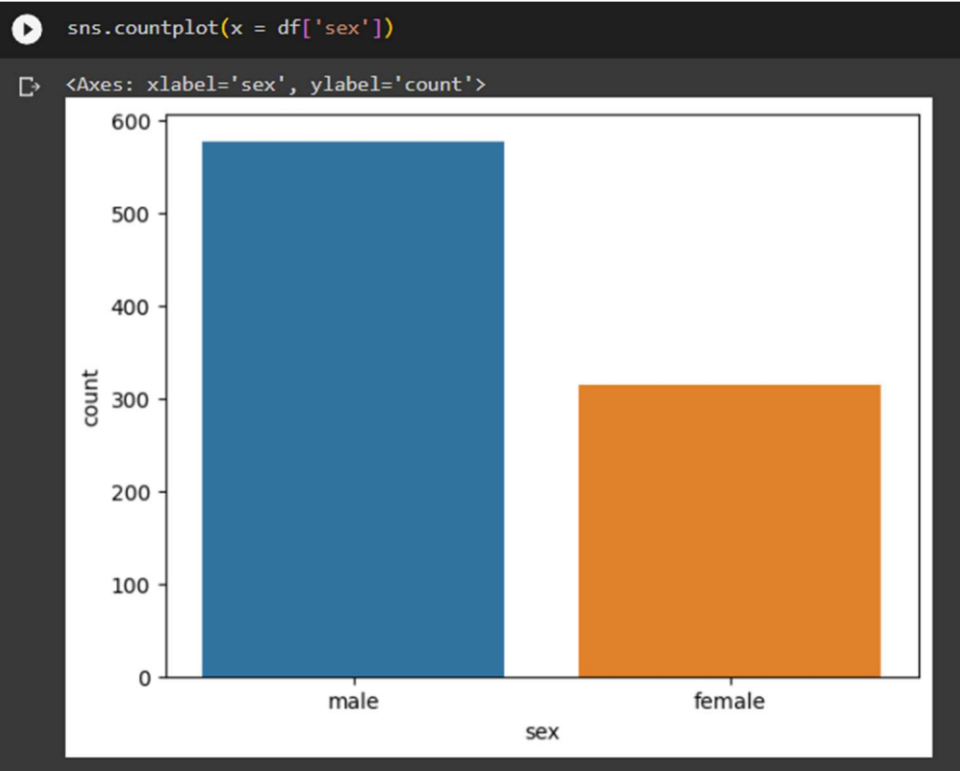 sns.countplot(x = df['sex'])
<Axes: xlabel='sex', ylabel='count'>
600
500
400
300
200
100
0
count
male female
sex